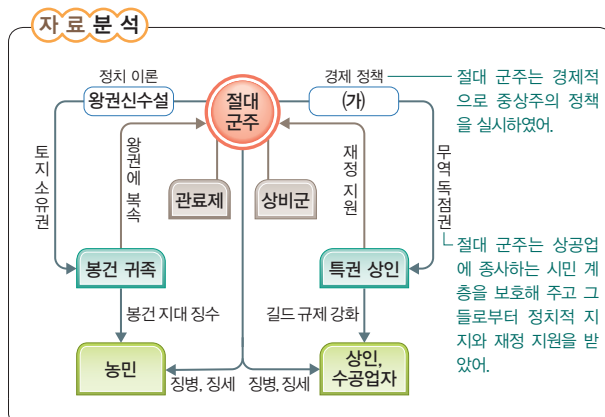 자료분석
정치 이론
왕권신수설
절대
군주
경제 정책
(가)
절대 군주는 경제적
으로 중상주의 정책
을 실시하였어.
토지 소유권
왕권에 복속
관료제
상비군
재정 지원
무역 독점권
봉건 귀족
특권 상인
절대 군주는 상공업
에 종사하는 시민 계
층을 보호해 주고 그
들로부터 정치적 지
지와 재정 지원을 받
았어.
봉건 지대 징수
길드 규제 강화
농민
징병, 징세
징병, 징세
상인,
수공업자